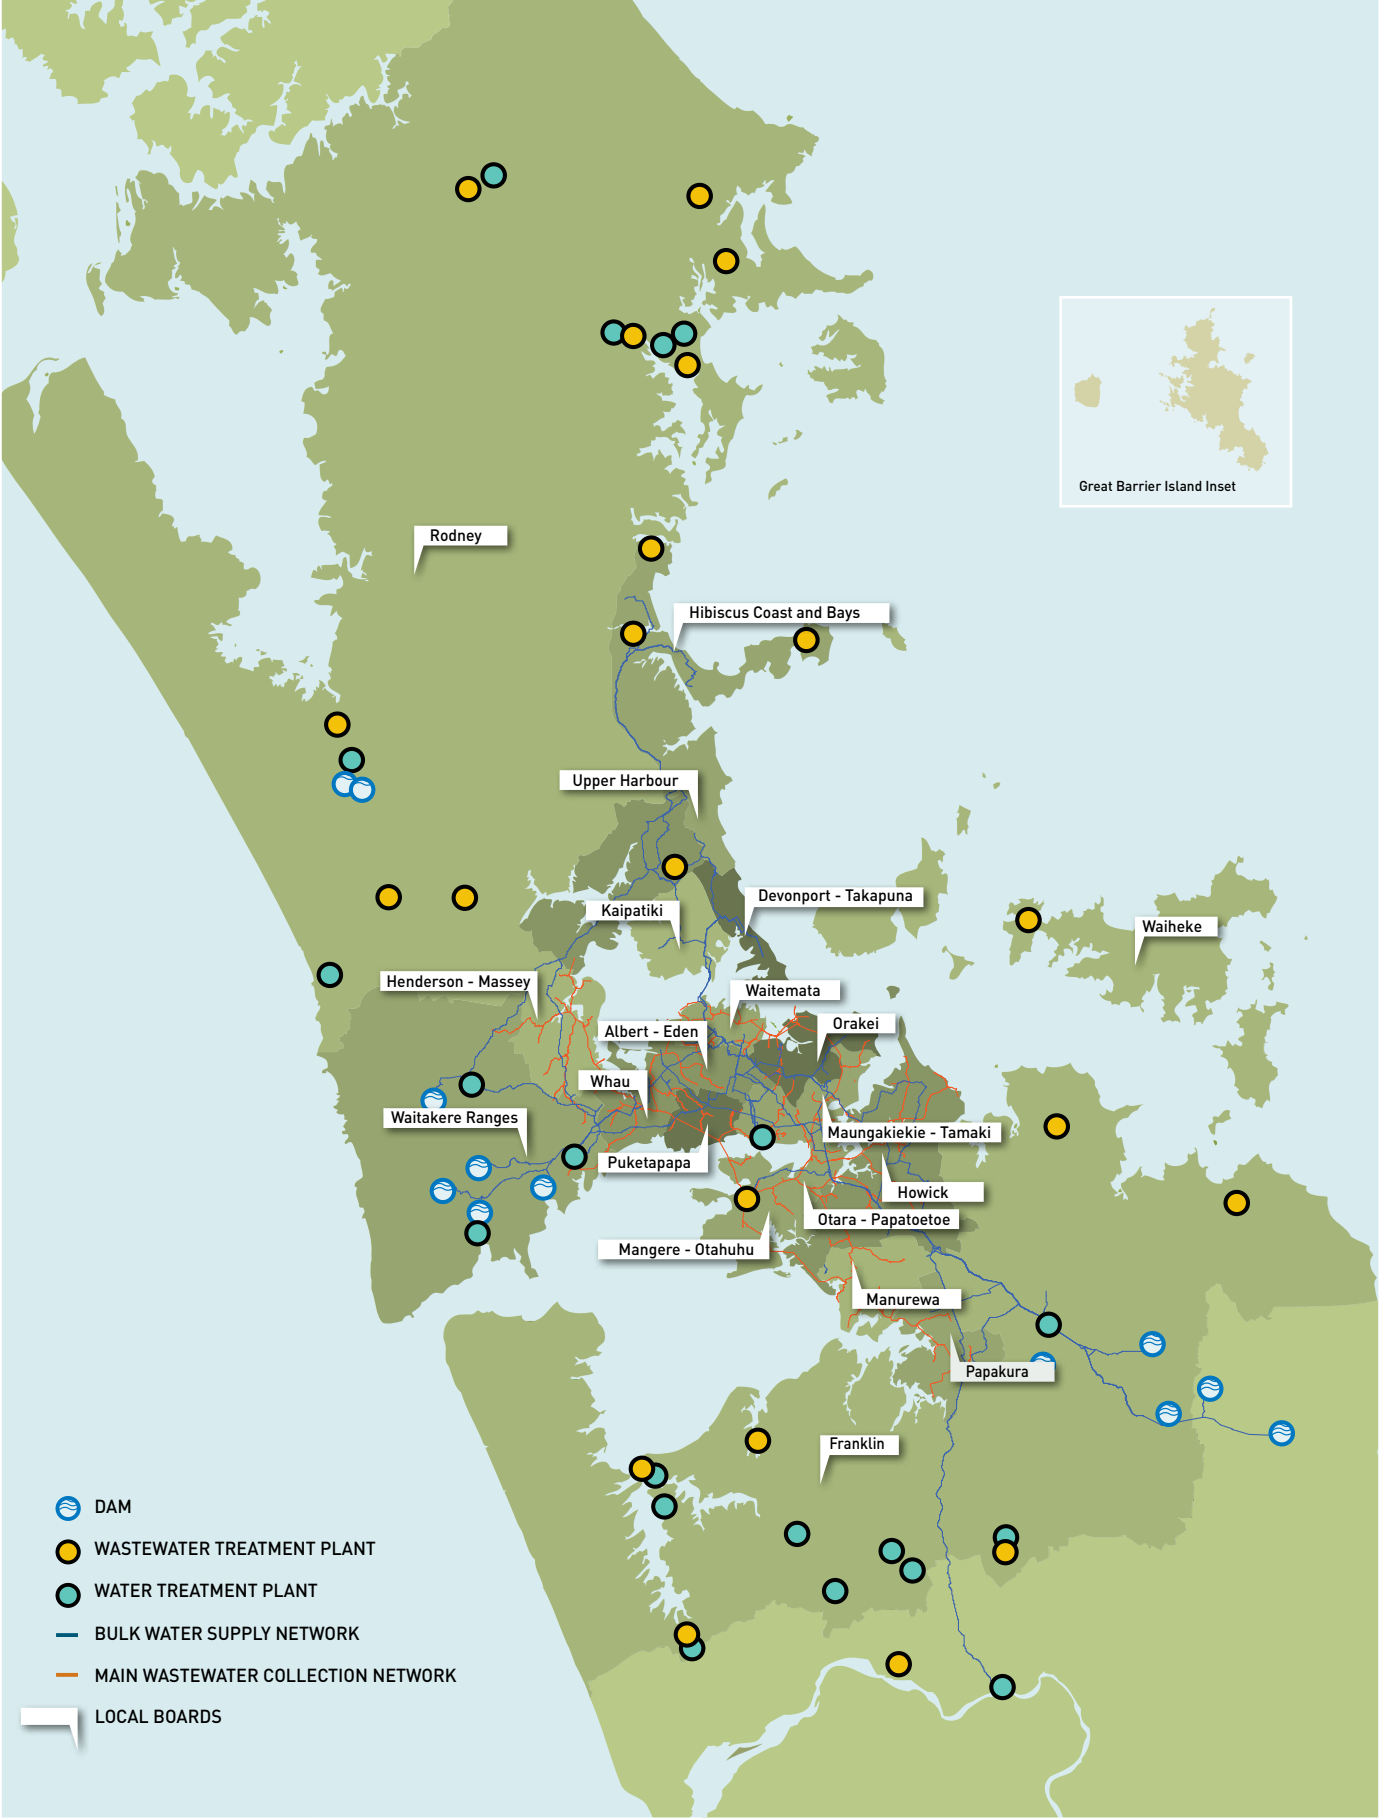 Great Barrier Island Inset
Rodney
Hibiscus Coast and Bays
Upper Harbour
Devonport - Takapuna
Kaipatiki
Waiheke
Henderson - Massey
Waitemata
Orakei
Albert - Eden
Whau
Waitakere Ranges
Maungakiekie - Tamaki
Puketapapa
Howick
Otara - Papatoetoe
Mangere - Otahuhu
Manurewa
Papakura
Franklin
DAM
WASTEWATER TREATMENT PLANT
WATER TREATMENT PLANT
BULK WATER SUPPLY NETWORK
MAIN WASTEWATER COLLECTION NETWORK
LOCAL BOARDS